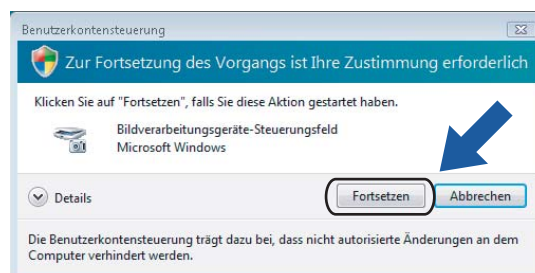 Benutzerkontensteuerung
Zur Fortsetzung des Vorgangs ist Ihre Zustimmung erforderlich
Klicken Sie auf "Fortsetzen", falls Sie diese Aktion gestartet haben.
Bildverarbeitungsgeräte-Steuerungsfeld
Microsoft Windows
Details
Fortsetzen
Abbrechen
Die Benutzerkontensteuerung trägt dazu bei, dass nicht autorisierte Änderungen an dem
Computer verhindert werden.